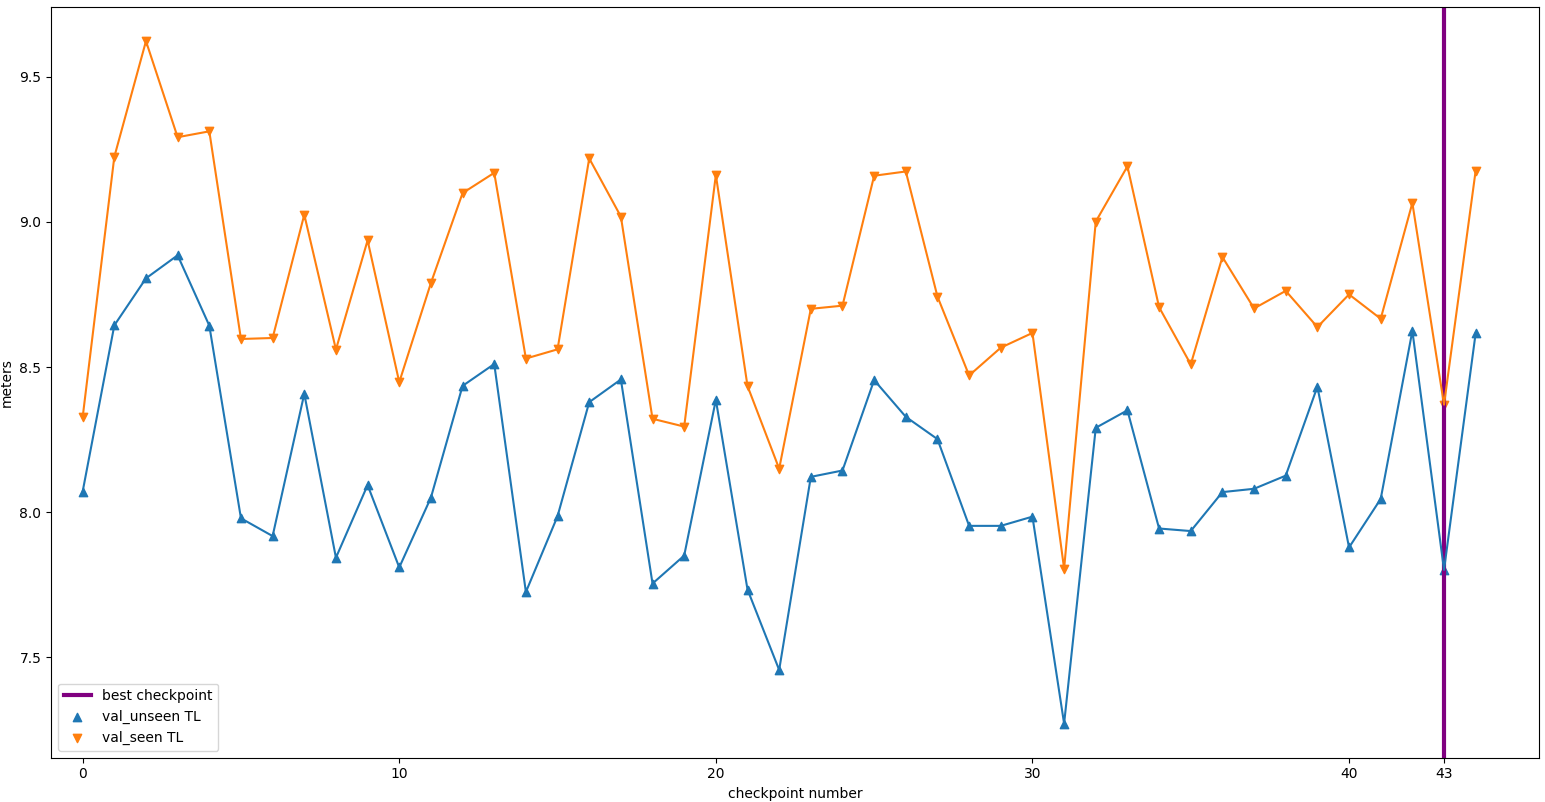 9.5
9.0
8.5
8.0
7.5
meters
best checkpoint
val_unseen TL
val_seen TL
0
10
20
30
40
43
checkpoint number